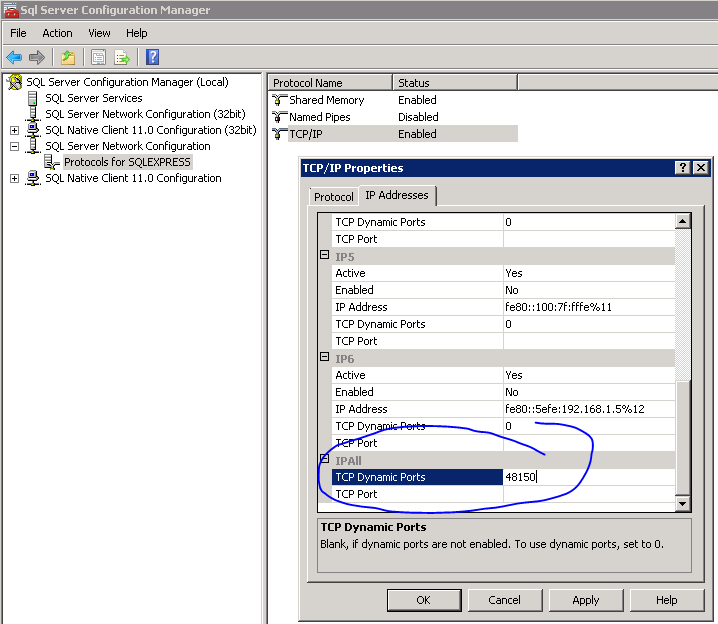 Sql Server Configuration Manager
File Action View Help
SQL Server Configuration Manager (Local)
SQL Server Services
SQL Server Network Configuration (32bit)
SQL Native Client 11.0 Configuration (32bit)
SQL Server Network Configuration
Protocols for SQLEXPRESS
SQL Native Client 11.0 Configuration
Protocol Name Status
Shared Memory Enabled
Named Pipes Disabled
TCP/IP Enabled
TCP/IP Properties
Protocol IP Addresses
TCP Dynamic Ports 0
TCP Port
IP5
Active Yes
Enabled No
IP Address fe80::100:7f:fffe%11
TCP Dynamic Ports 0
TCP Port
IP6
Active Yes
Enabled No
IP Address fe80::5efe:192.168.1.5%12
TCP Dynamic Ports 0
TCP Port
IPAll
TCP Dynamic Ports 48150
TCP Port
TCP Dynamic Ports
Blank, if dynamic ports are not enabled. To use dynamic ports, set to 0.
OK Cancel Apply Help